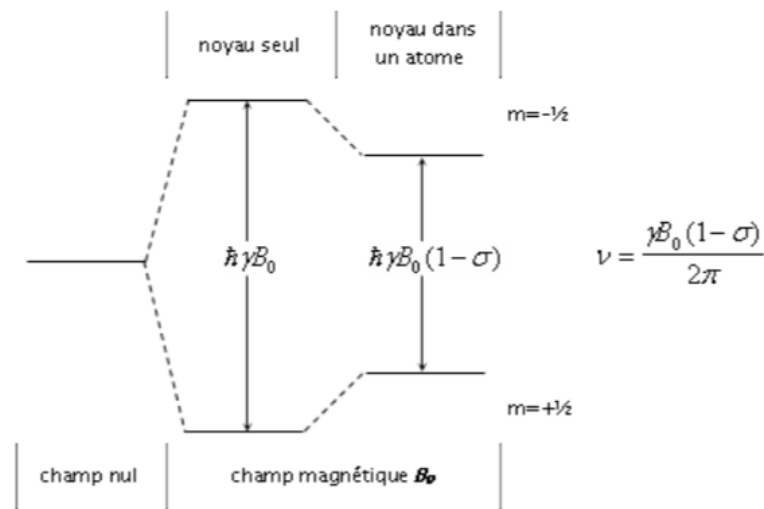 noyau seul
noyau dans
un atome
m=-½
ℏγB₀
ℏγB₀(1-σ)
ν = γB₀(1-σ) / 2π
m=+½
champ nul
champ magnétique B₀